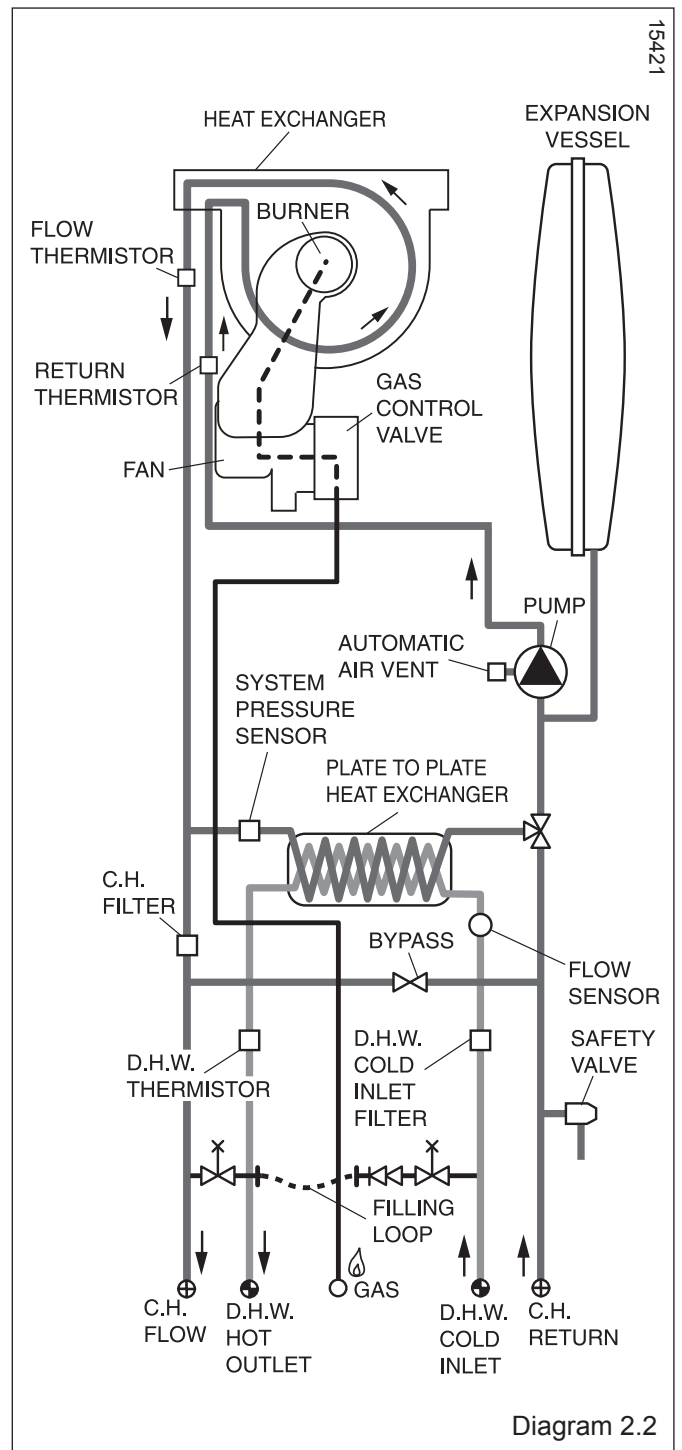 15421
HEAT EXCHANGER
EXPANSION
VESSEL
BURNER
FLOW
THERMISTOR
RETURN
THERMISTOR
GAS
CONTROL
VALVE
FAN
PUMP
AUTOMATIC
AIR VENT
SYSTEM
PRESSURE
SENSOR
PLATE TO PLATE
HEAT EXCHANGER
C.H.
FILTER
BYPASS
FLOW
SENSOR
D.H.W.
THERMISTOR
D.H.W.
COLD
INLET
FILTER
SAFETY
VALVE
FILLING
LOOP
C.H.
FLOW
D.H.W.
HOT
OUTLET
GAS
D.H.W.
COLD
INLET
C.H.
RETURN
Diagram 2.2